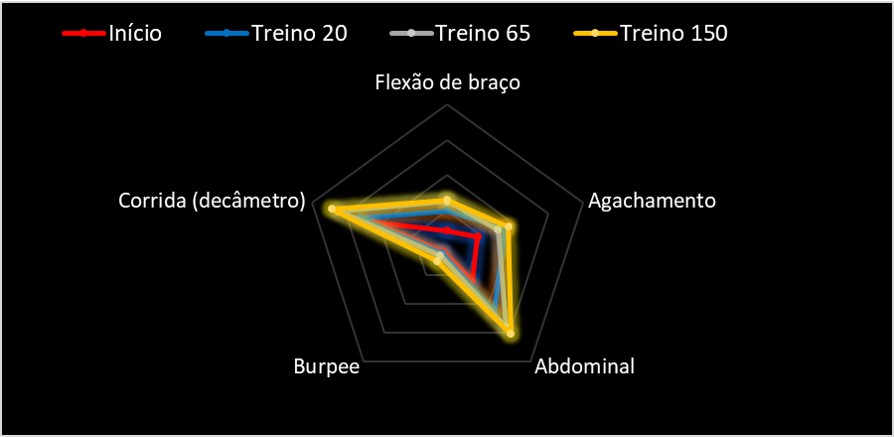 Início Treino 20 Treino 65 Treino 150
Flexão de braço
Corrida (decâmetro) Agachamento
Burpee Abdominal